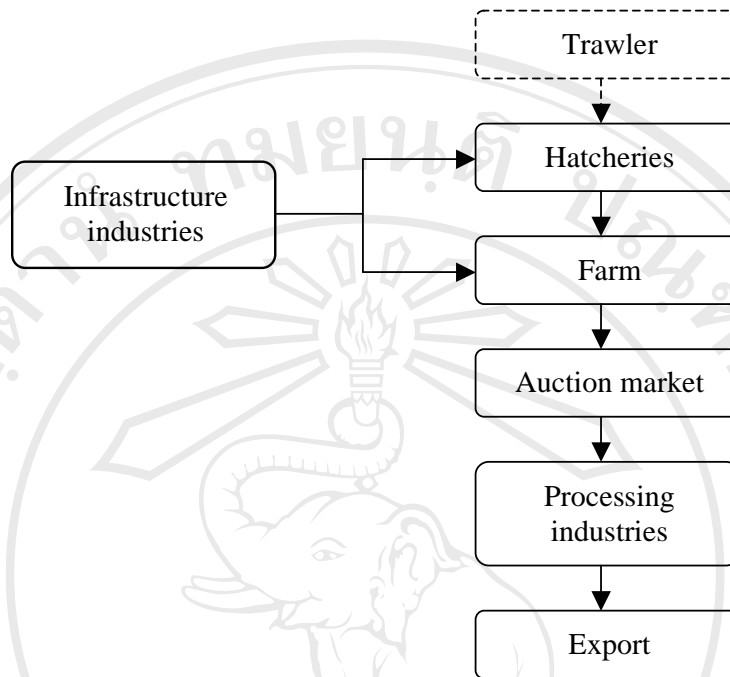 Trawler
Hatcheries
Infrastructure
industries
Farm
Auction market
Processing
industries
Export